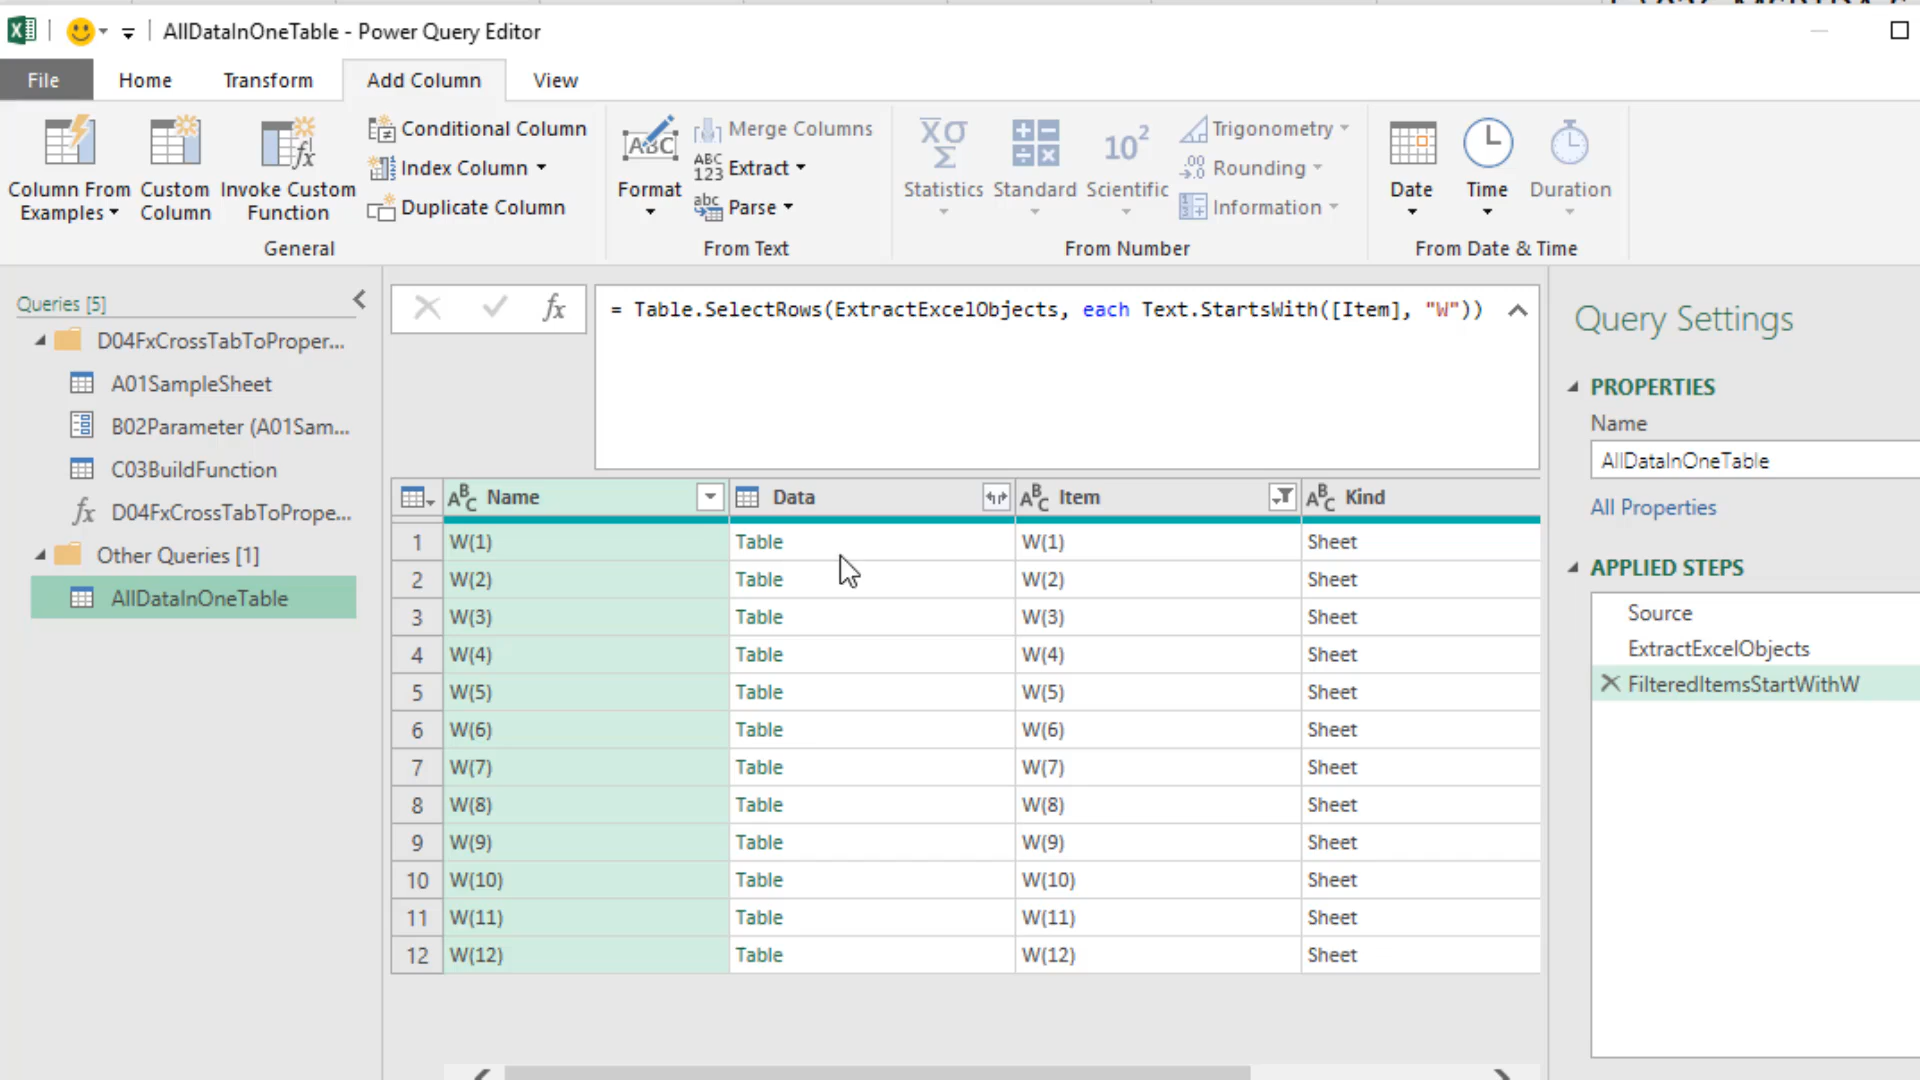 AllDataInOneTable - Power Query Editor
File
Home
Transform
Add Column
View
Column From
Examples
Custom
Column
Invoke Custom
Function
Conditional Column
Index Column
Duplicate Column
General
Format
Merge Columns
Extract
Parse
From Text
Statistics
Standard
Scientific
Trigonometry
Rounding
Information
From Number
Date
Time
Duration
From Date & Time
Queries [5]
D04FxCrossTabToProper...
A01SampleSheet
B02Parameter (A01Sam...
C03BuildFunction
D04FxCrossTabToPrope...
Other Queries [1]
AllDataInOneTable
= Table.SelectRows(ExtractExcelObjects, each Text.StartsWith([Item], "W"))
Name Data Item Kind
1 W(1) Table W(1) Sheet
2 W(2) Table W(2) Sheet
3 W(3) Table W(3) Sheet
4 W(4) Table W(4) Sheet
5 W(5) Table W(5) Sheet
6 W(6) Table W(6) Sheet
7 W(7) Table W(7) Sheet
8 W(8) Table W(8) Sheet
9 W(9) Table W(9) Sheet
10 W(10) Table W(10) Sheet
11 W(11) Table W(11) Sheet
12 W(12) Table W(12) Sheet
Query Settings
PROPERTIES
Name
AllDataInOneTable
All Properties
APPLIED STEPS
Source
ExtractExcelObjects
FilteredItemsStartWithW